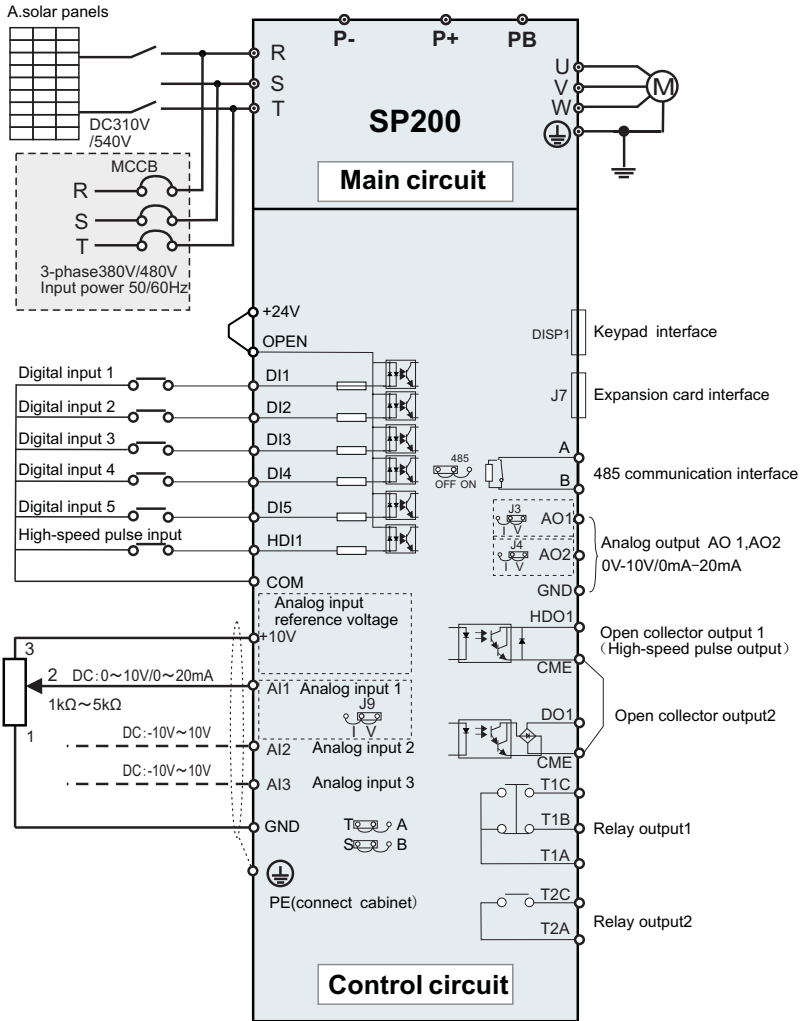 A.solar panels
P-
P+
PB
R
S
T
DC310V
/540V
SP200
U
V
W
M
MCCB
R
S
T
3-phase380V/480V
Input power 50/60Hz
Main circuit
+24V
OPEN
DISP1
Keypad interface
J7
Expansion card interface
Digital input 1
DI1
Digital input 2
DI2
Digital input 3
DI3
Digital input 4
DI4
Digital input 5
DI5
High-speed pulse input
HDI1
COM
485
OFF ON
A
B
485 communication interface
J3
I V
AO1
J4
I V
AO2
Analog output AO 1,AO2
0V-10V/0mA-20mA
GND
Analog input
reference voltage
+10V
HDO1
Open collector output 1
(High-speed pulse output)
CME
3
2
DC:0~10V/0~20mA
1kΩ~5kΩ
1
AI1
Analog input 1
J9
I V
DC:-10V~10V
AI2
Analog input 2
DC:-10V~10V
AI3
Analog input 3
DO1
Open collector output2
CME
GND
T
A
S
B
T1C
T1B
Relay output1
T1A
PE(connect cabinet)
T2C
Relay output2
T2A
Control circuit